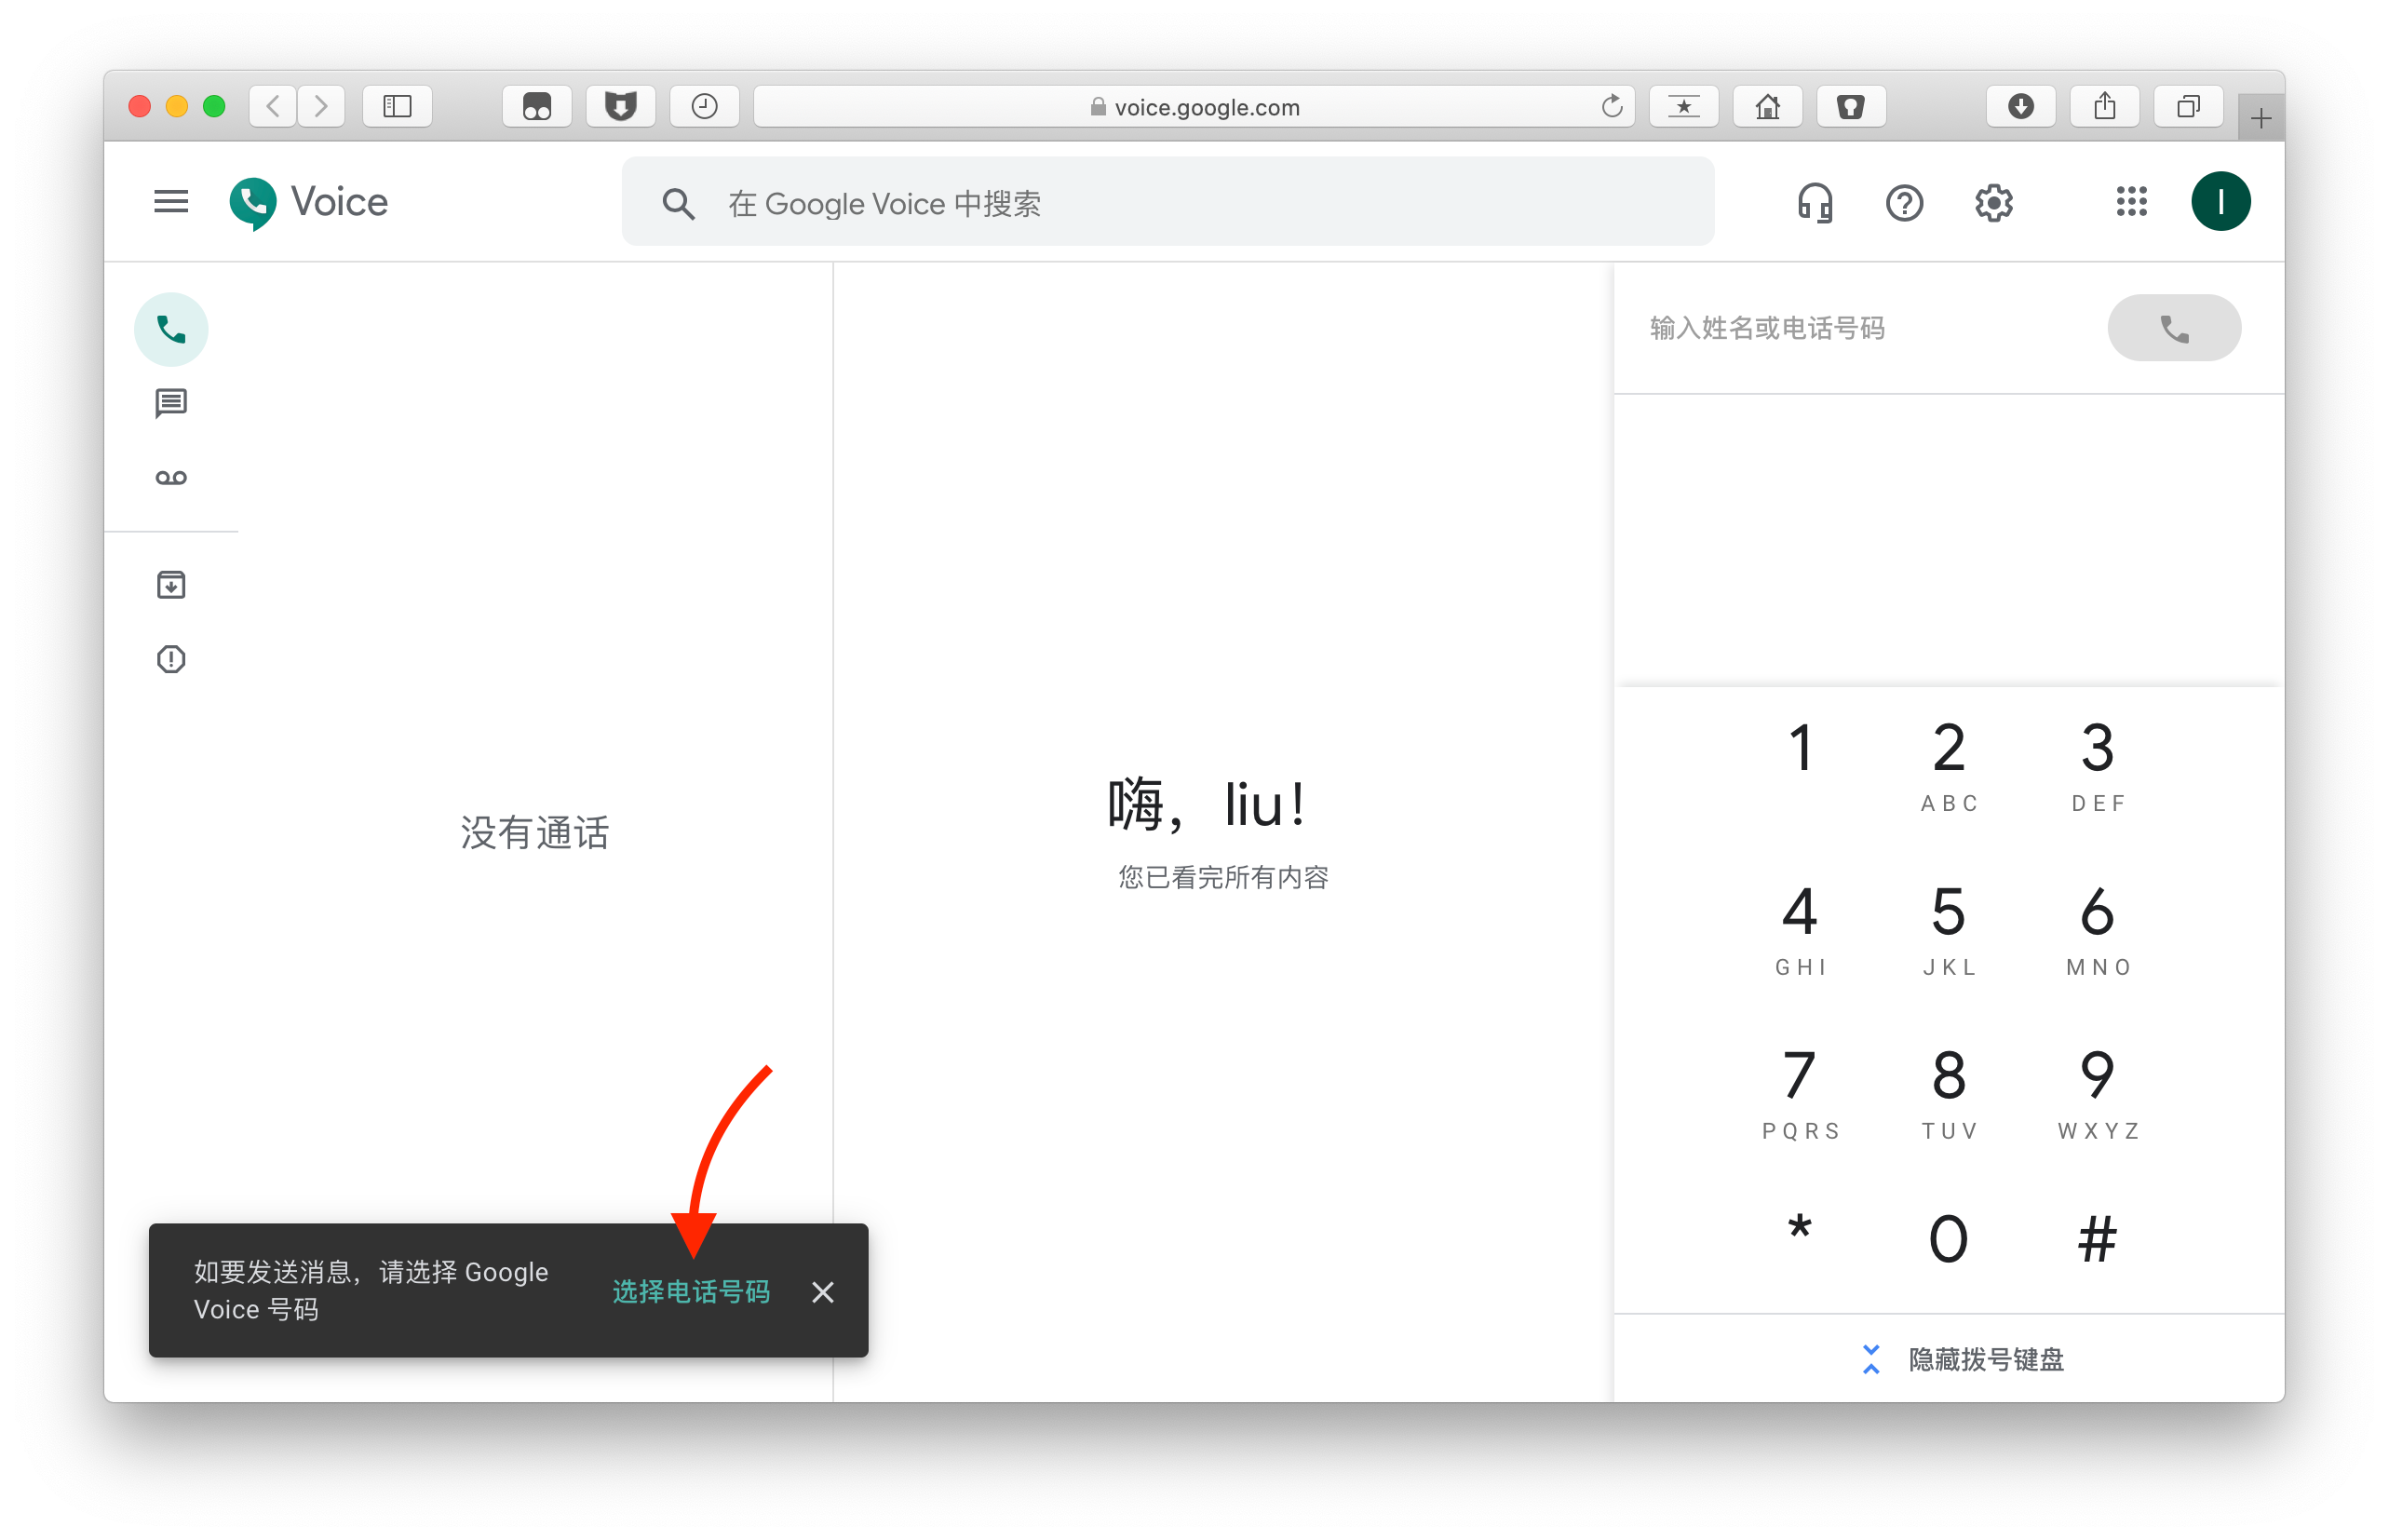 voice.google.com
Voice
在 Google Voice 中搜索
l
输入姓名或电话号码
没有通话
嗨，liu！
您已看完所有内容
1
2
ABC
3
DEF
4
GHI
5
JKL
6
MNO
7
PQRS
8
TUV
9
WXYZ
*
0
#
如要发送消息，请选择 Google
Voice 号码
选择电话号码
隐藏拨号键盘